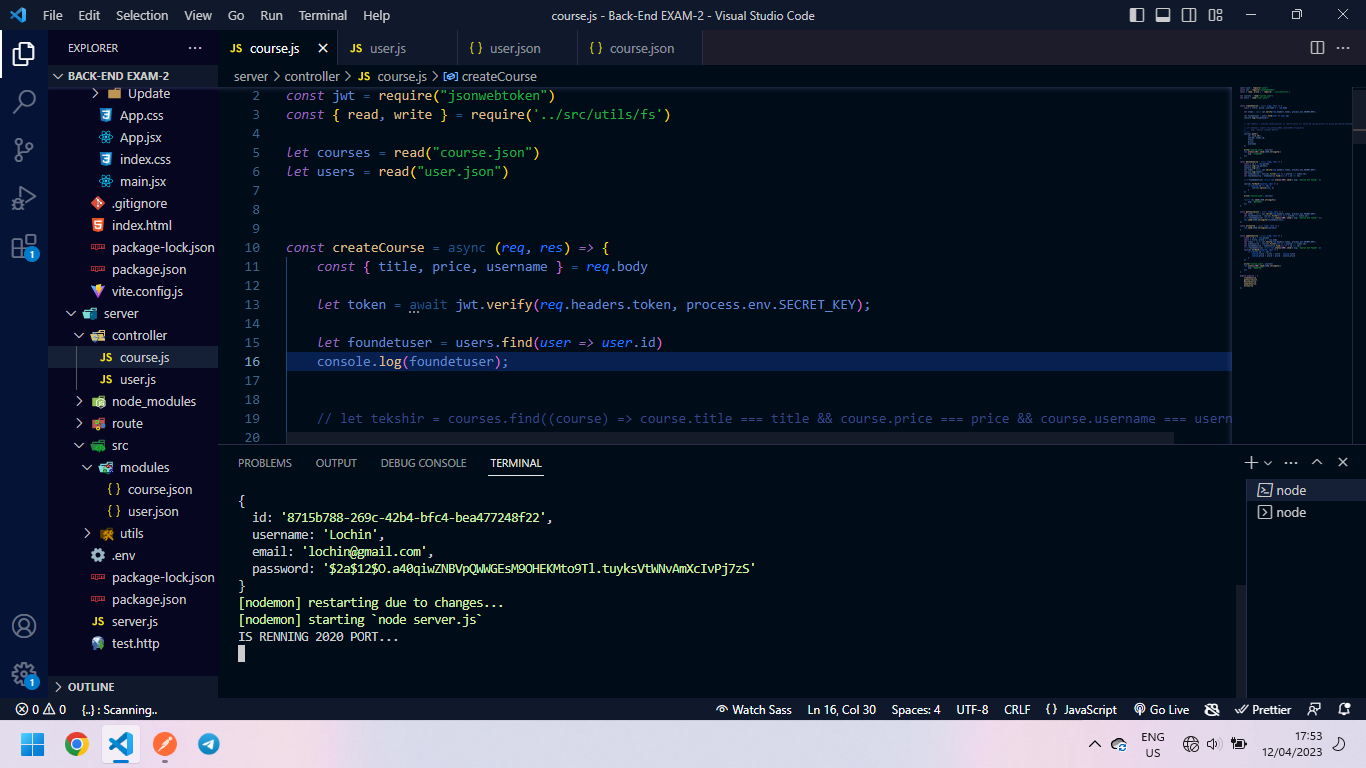 File Edit Selection View Go Run Terminal Help
course.js - Back-End EXAM-2 - Visual Studio Code
EXPLORER
BACK-END EXAM-2
Update
App.css
App.jsx
index.css
main.jsx
.gitignore
index.html
package-lock.json
package.json
vite.config.js
server
controller
JS course.js
JS user.js
node_modules
route
src
modules
{ } course.json
{ } user.json
utils
.env
package-lock.json
package.json
JS server.js
test.http
OUTLINE
1
1
JS course.js
JS user.js
{ } user.json
{ } course.json
server > controller > JS course.js > createCourse
2 const jwt = require("jsonwebtoken")
3 const { read, write } = require('../src/utils/fs')
4
5 let courses = read("course.json")
6 let users = read("user.json")
7
8
9
10 const createCourse = async (req, res) => {
11 const { title, price, username } = req.body
12
13 let token = await jwt.verify(req.headers.token, process.env.SECRET_KEY);
14
15 let foundetuser = users.find(user => user.id)
16 console.log(foundetuser);
17
18
19 // let tekshir = courses.find((course) => course.title === title && course.price === price && course.username === usern
20
PROBLEMS OUTPUT DEBUG CONSOLE TERMINAL
node
node
{
id: '8715b788-269c-42b4-bfc4-bea477248f22',
username: 'Lochin',
email: 'lochin@gmail.com',
password: '$2a$12$O.a40qiwZNBVpQWWGEsM9OHEKMto9Tl.tuyksVtWNvAmXcIvPj7zS'
}
[nodemon] restarting due to changes...
[nodemon] starting `node server.js`
IS RENNING 2020 PORT...
0 0 {..} : Scanning..
Watch Sass Ln 16, Col 30 Spaces: 4 UTF-8 CRLF { } JavaScript Go Live Prettier
ENG
US
17:53
12/04/2023